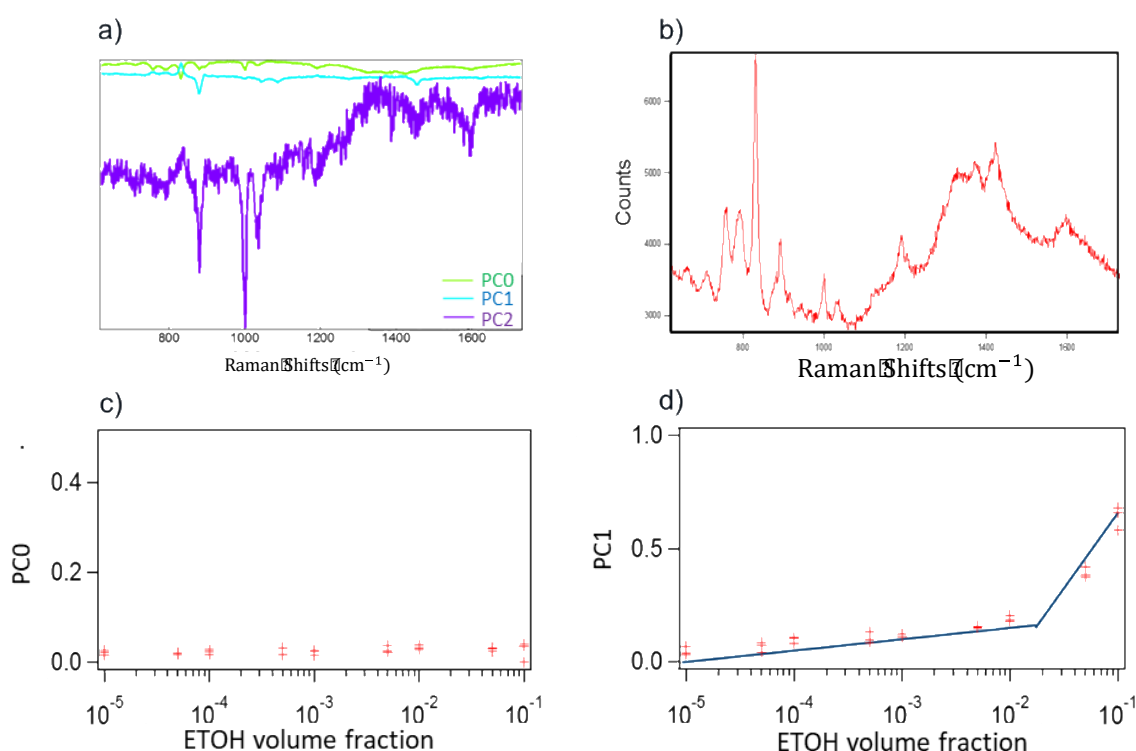 a)
PC0
PC1
PC2
800 1000 1200 1400 1600
Raman Shifts (cm⁻¹)
b)
Counts
6000
5000
4000
3000
800 1000 1200 1400 1600
Raman Shifts (cm⁻¹)
c)
PC0
0.4
0.2
0.0
10⁻⁵ 10⁻⁴ 10⁻³ 10⁻² 10⁻¹
ETOH volume fraction
d)
PC1
1.0
0.5
0.0
10⁻⁵ 10⁻⁴ 10⁻³ 10⁻² 10⁻¹
ETOH volume fraction